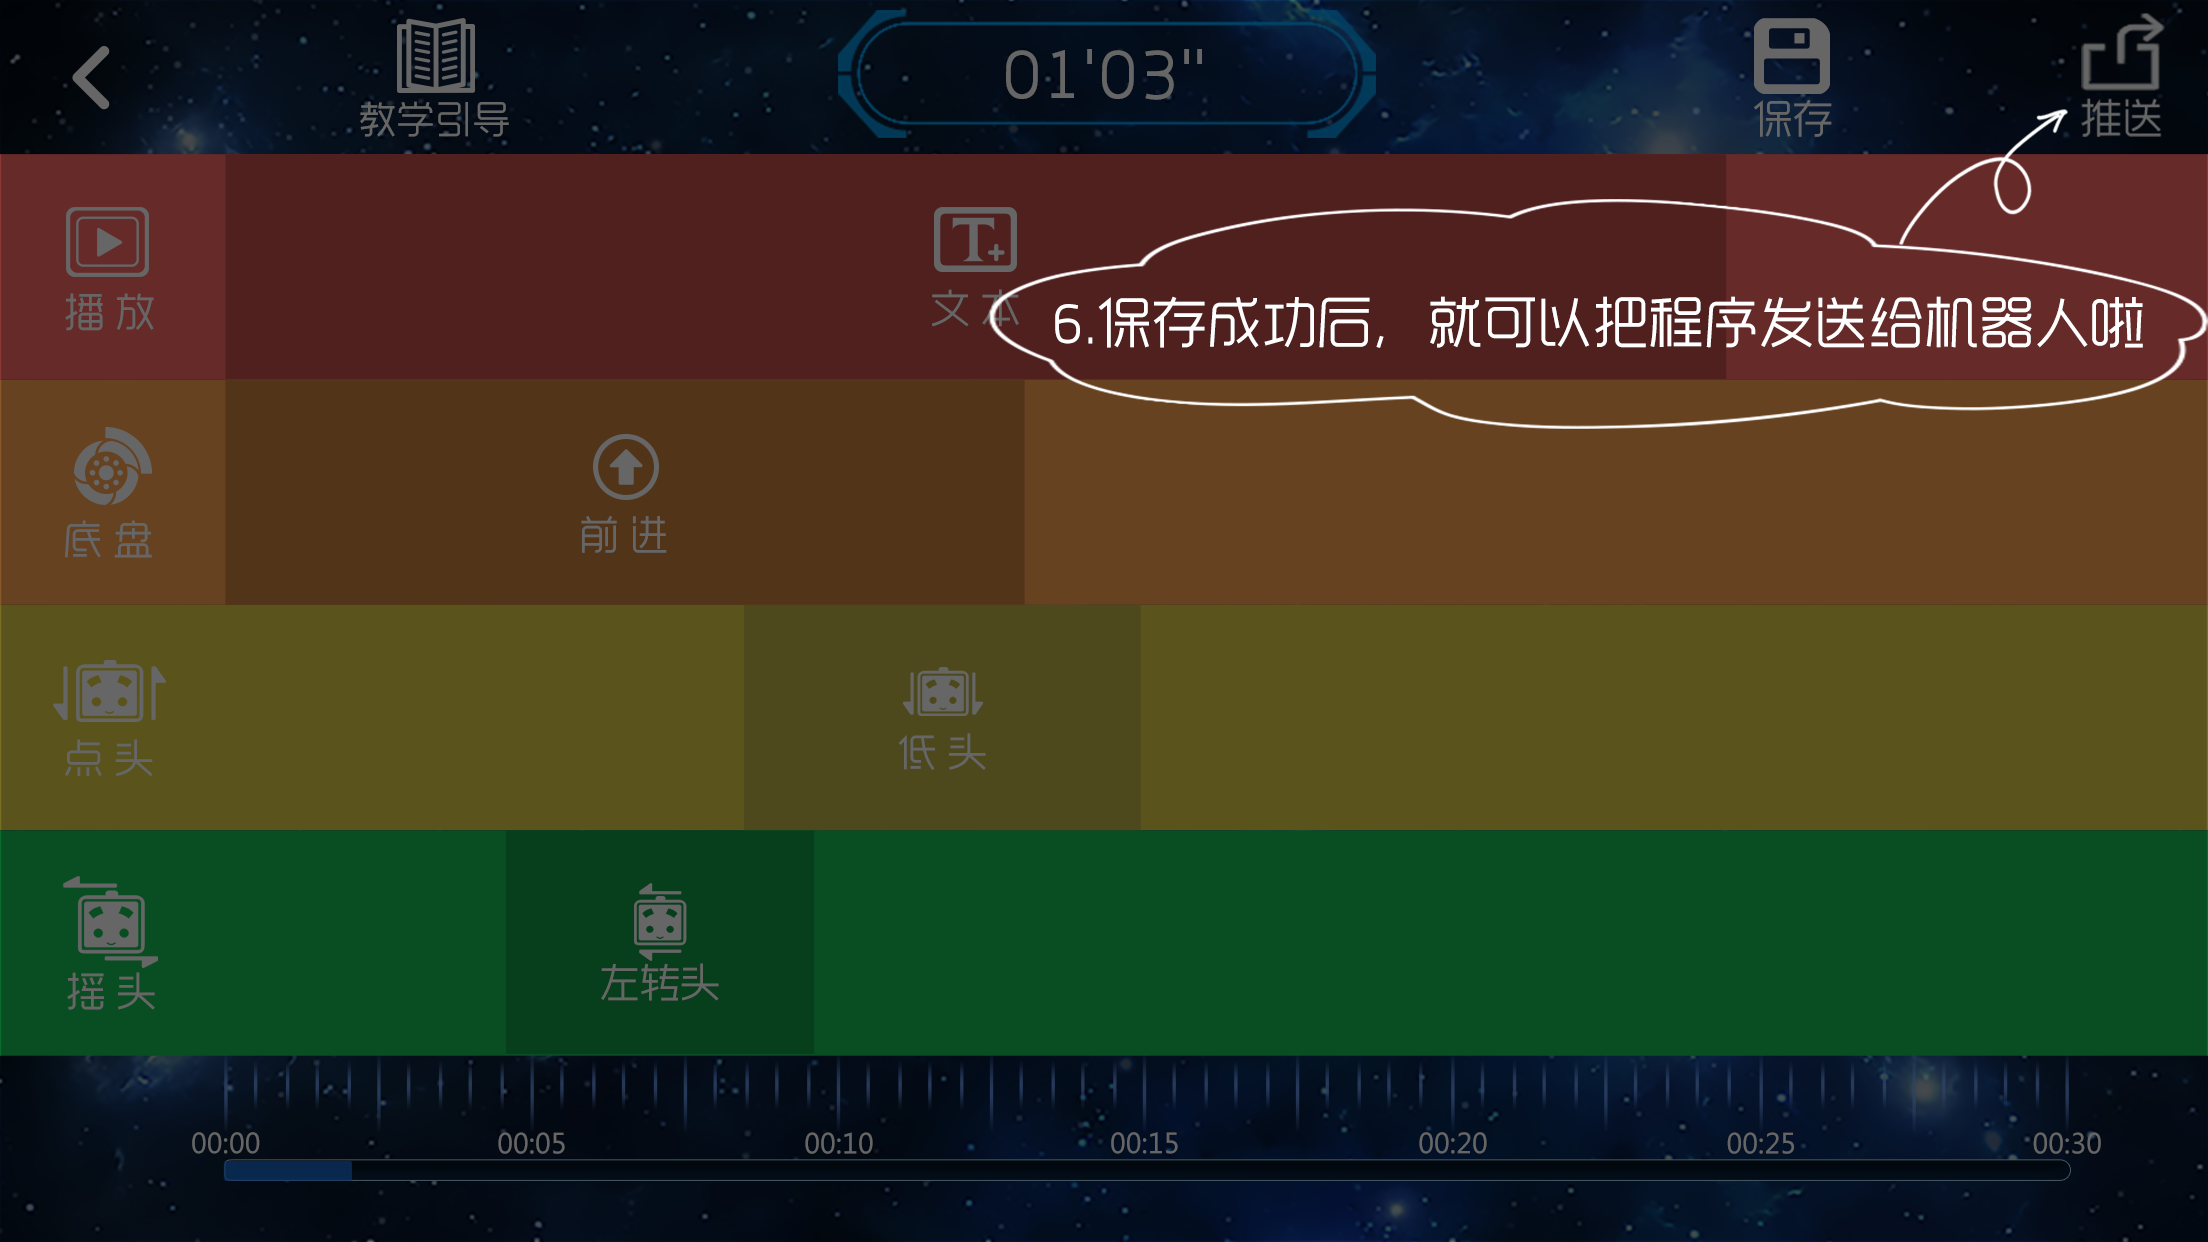 教学引导
01'03"
保存
推送
播放
文本
6.保存成功后，就可以把程序发送给机器人啦
底盘
前进
点头
低头
摇头
左转头
00:00 00:05 00:10 00:15 00:20 00:25 00:30